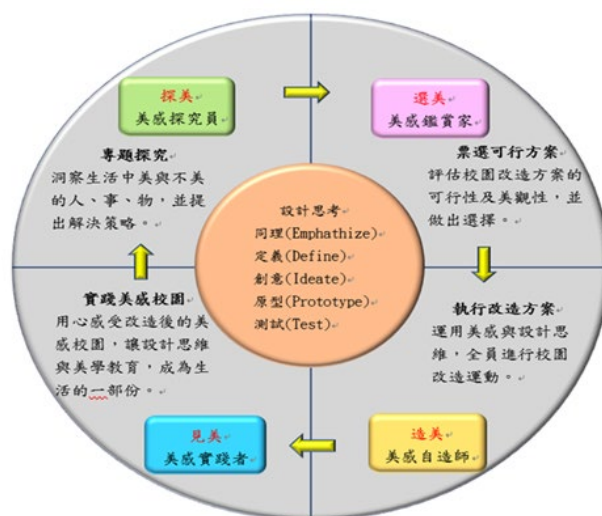 探美
美感探究員
專題探究
洞察生活中美與不美
的人、事、物，並提
出解決策略。
選美
美感鑑賞家
票選可行方案
評估校園改造方案的
可行性及美觀性，並
做出選擇。
設計思考
同理(Emphathize)
定義(Define)
創意(Ideate)
原型(Prototype)
測試(Test)
執行改造方案
運用美感與設計思
維，全員進行校園
改造運動。
造美
美感自造師
實踐美感校園
用心感受改造後的美
感校園，讓設計思維
與美學教育，成為生
活的一部份。
見美
美感實踐者